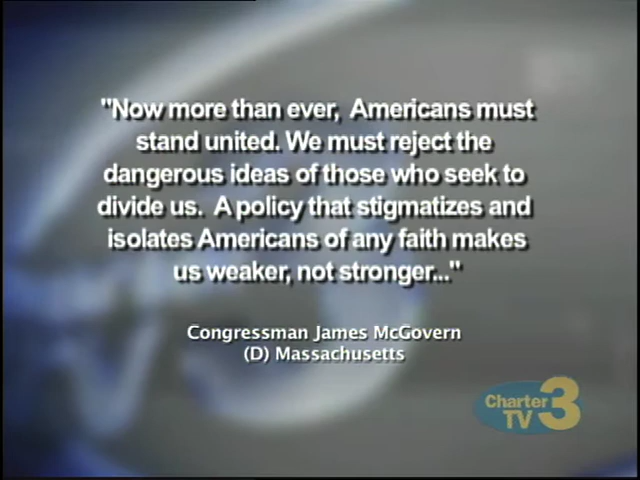 "Now more than ever,  Americans must
stand united. We must reject the
dangerous ideas of those who seek to
divide us.  A policy that stigmatizes and
isolates Americans of any faith makes
us weaker, not stronger..."
Congressman James McGovern
(D) Massachusetts
Charter
TV 3